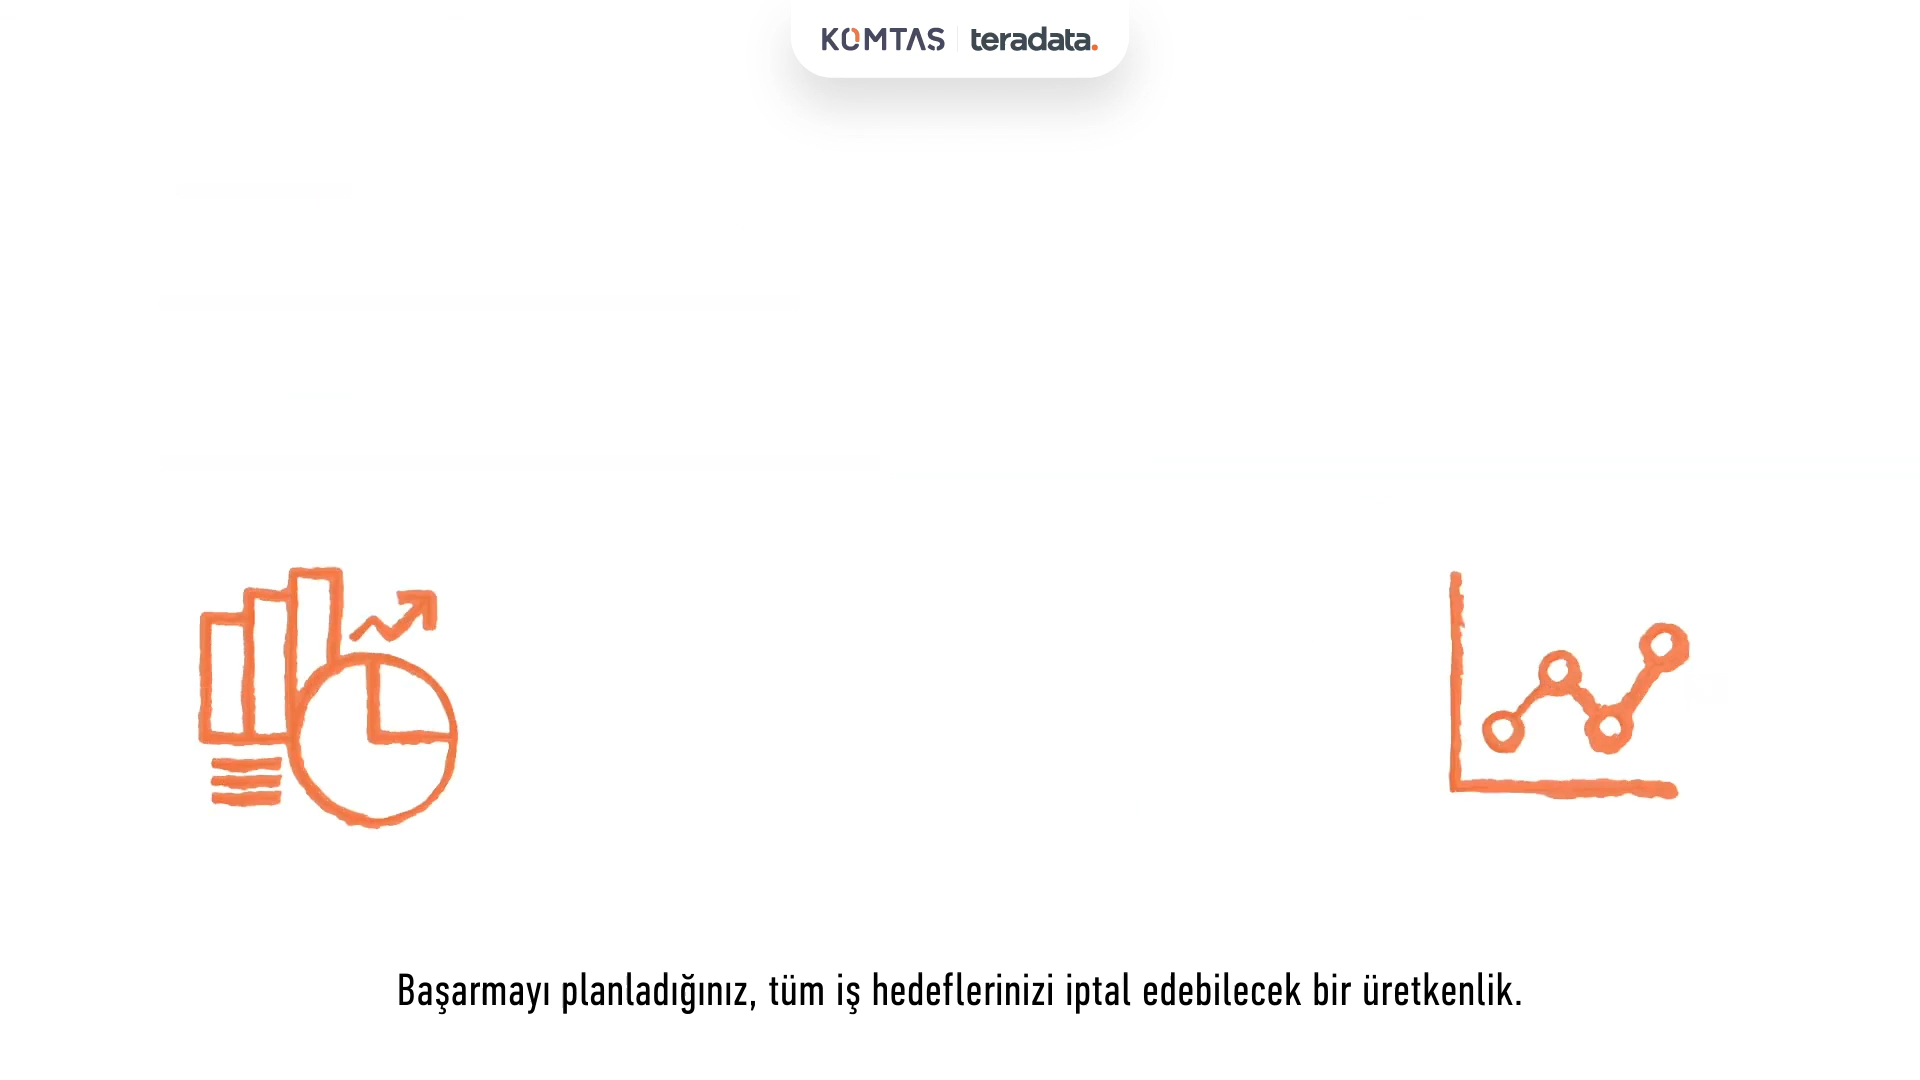 KOMTAS teradata.
Başarmayı planladığınız, tüm iş hedeflerinizi iptal edebilecek bir üretkenlik.